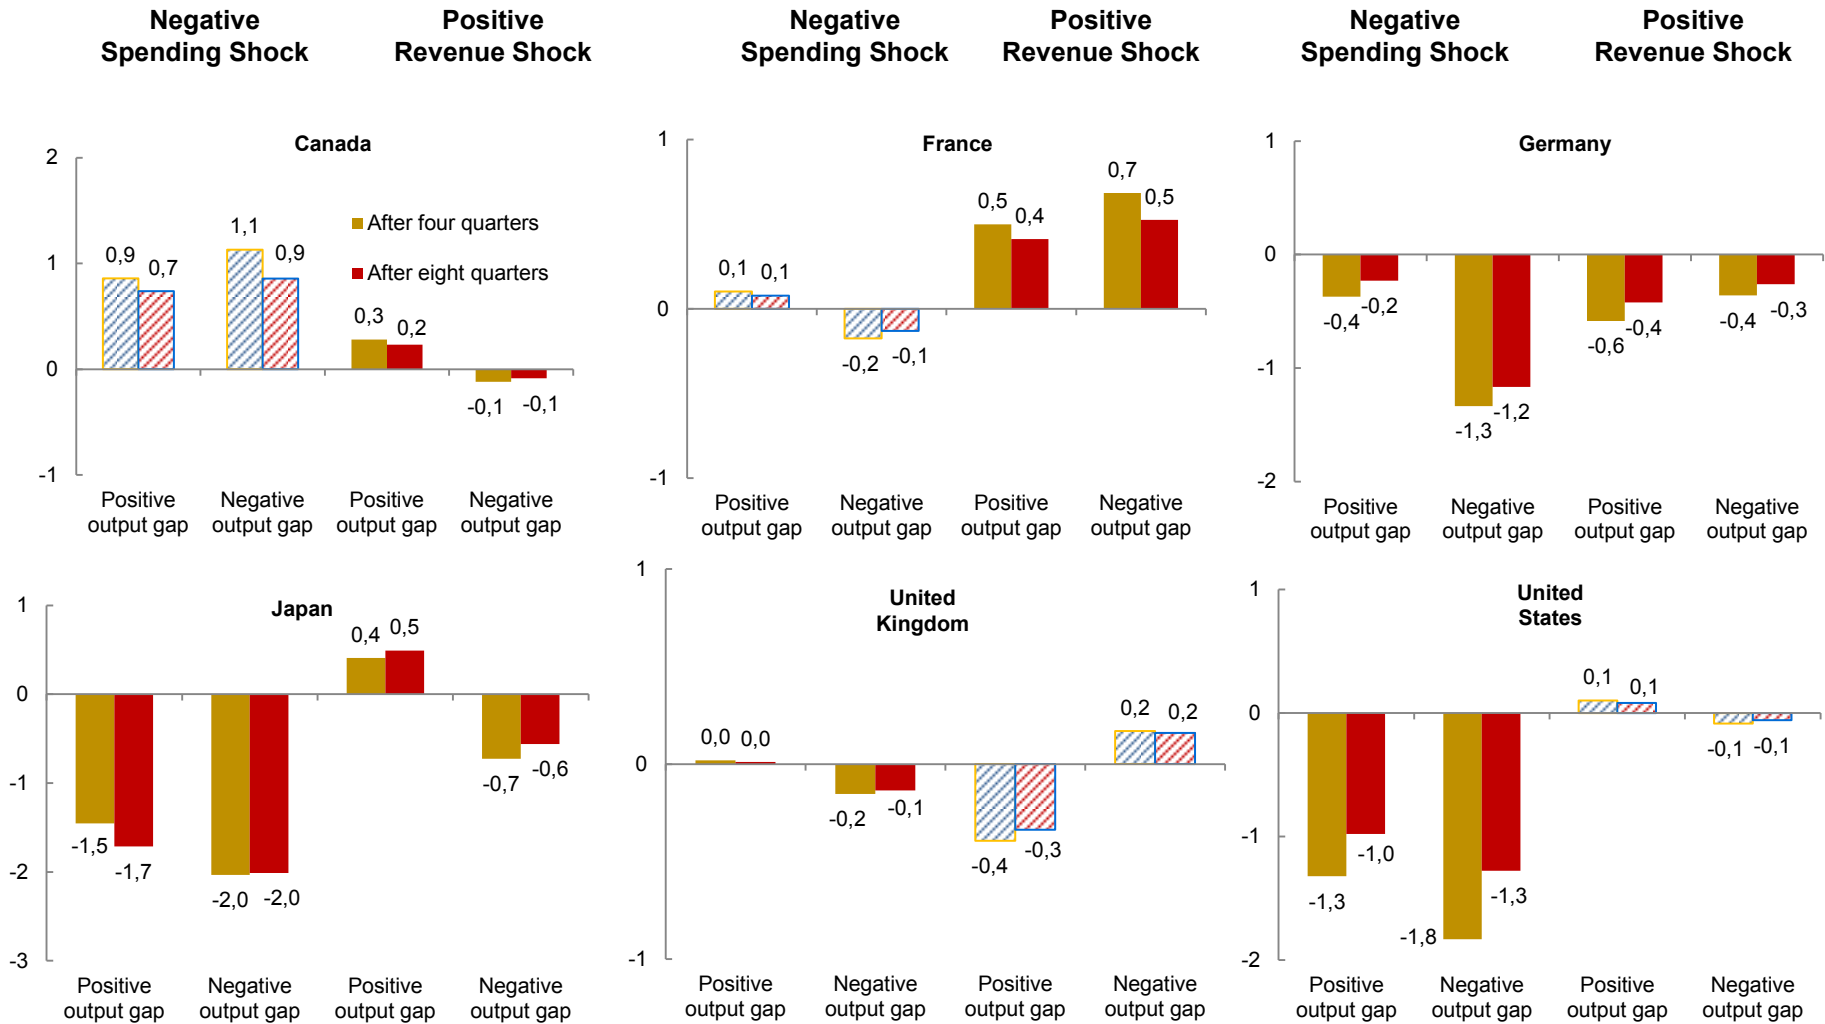 Negative
Spending Shock
Positive
Revenue Shock
Negative
Spending Shock
Positive
Revenue Shock
Negative
Spending Shock
Positive
Revenue Shock
Canada
2
1
0
-1
0,9
0,7
1,1
0,9
0,3
0,2
-0,1
-0,1
After four quarters
After eight quarters
Positive
output gap
Negative
output gap
Positive
output gap
Negative
output gap
France
1
0
-1
0,1
0,1
-0,2
-0,1
0,5
0,4
0,7
0,5
Positive
output gap
Negative
output gap
Positive
output gap
Negative
output gap
Germany
1
0
-1
-2
-0,4
-0,2
-1,3
-1,2
-0,6
-0,4
-0,4
-0,3
Positive
output gap
Negative
output gap
Positive
output gap
Negative
output gap
Japan
1
0
-1
-2
-3
-1,5
-1,7
-2,0
-2,0
0,4
0,5
-0,7
-0,6
Positive
output gap
Negative
output gap
Positive
output gap
Negative
output gap
United
Kingdom
1
0
-1
0,0
0,0
-0,2
-0,1
-0,4
-0,3
0,2
0,2
Positive
output gap
Negative
output gap
Positive
output gap
Negative
output gap
United
States
1
0
-1
-2
-1,3
-1,0
-1,8
-1,3
0,1
0,1
-0,1
-0,1
Positive
output gap
Negative
output gap
Positive
output gap
Negative
output gap